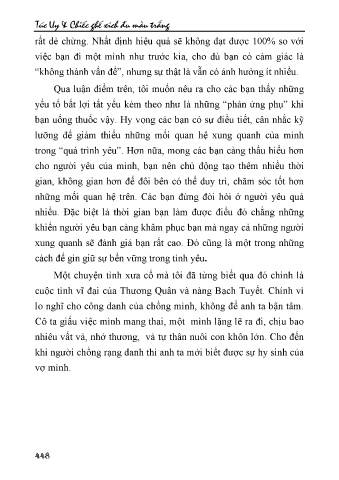 Túc Uy & Chiếc ghế xích đu màu trắng
rất dè chừng. Nhất định hiệu quả sẽ không đạt được 100% so với
việc bạn đi một mình như trước kia, cho dù bạn có cảm giác là
“không thành vấn đề”, nhưng sự thật là vẫn có ảnh hưởng ít nhiều.
Qua luận điểm trên, tôi muốn nêu ra cho các bạn thấy những
yếu tố bất lợi tất yếu kèm theo như là những “phản ứng phụ” khi
bạn uống thuốc vậy. Hy vọng các bạn có sự điều tiết, cân nhắc kỹ
lưỡng để giảm thiểu những mối quan hệ xung quanh của mình
trong “quá trình yêu”. Hơn nữa, mong các bạn càng thấu hiểu hơn
cho người yêu của mình, bạn nên chủ động tạo thêm nhiều thời
gian, không gian hơn để đôi bên có thể duy trì, chăm sóc tốt hơn
những mối quan hệ trên. Các bạn đừng đòi hỏi ở người yêu quá
nhiều. Đặc biệt là thời gian bạn làm được điều đó chẳng những
khiến người yêu bạn càng khâm phục bạn mà ngay cả những người
xung quanh sẽ đánh giá bạn rất cao. Đó cũng là một trong những
cách để gìn giữ sự bền vững trong tình yêu.
Một chuyện tình xưa cổ mà tôi đã từng biết qua đó chính là
cuộc tình vĩ đại của Thương Quân và nàng Bạch Tuyết. Chính vì
lo nghĩ cho công danh của chồng mình, không để anh ta bận tâm.
Cô ta giấu việc mình mang thai, một mình lặng lẽ ra đi, chịu bao
nhiêu vất vả, nhớ thương, và tự thân nuôi con khôn lớn. Cho đến
khi người chồng rạng danh thì anh ta mới biết được sự hy sinh của
vợ mình.
448